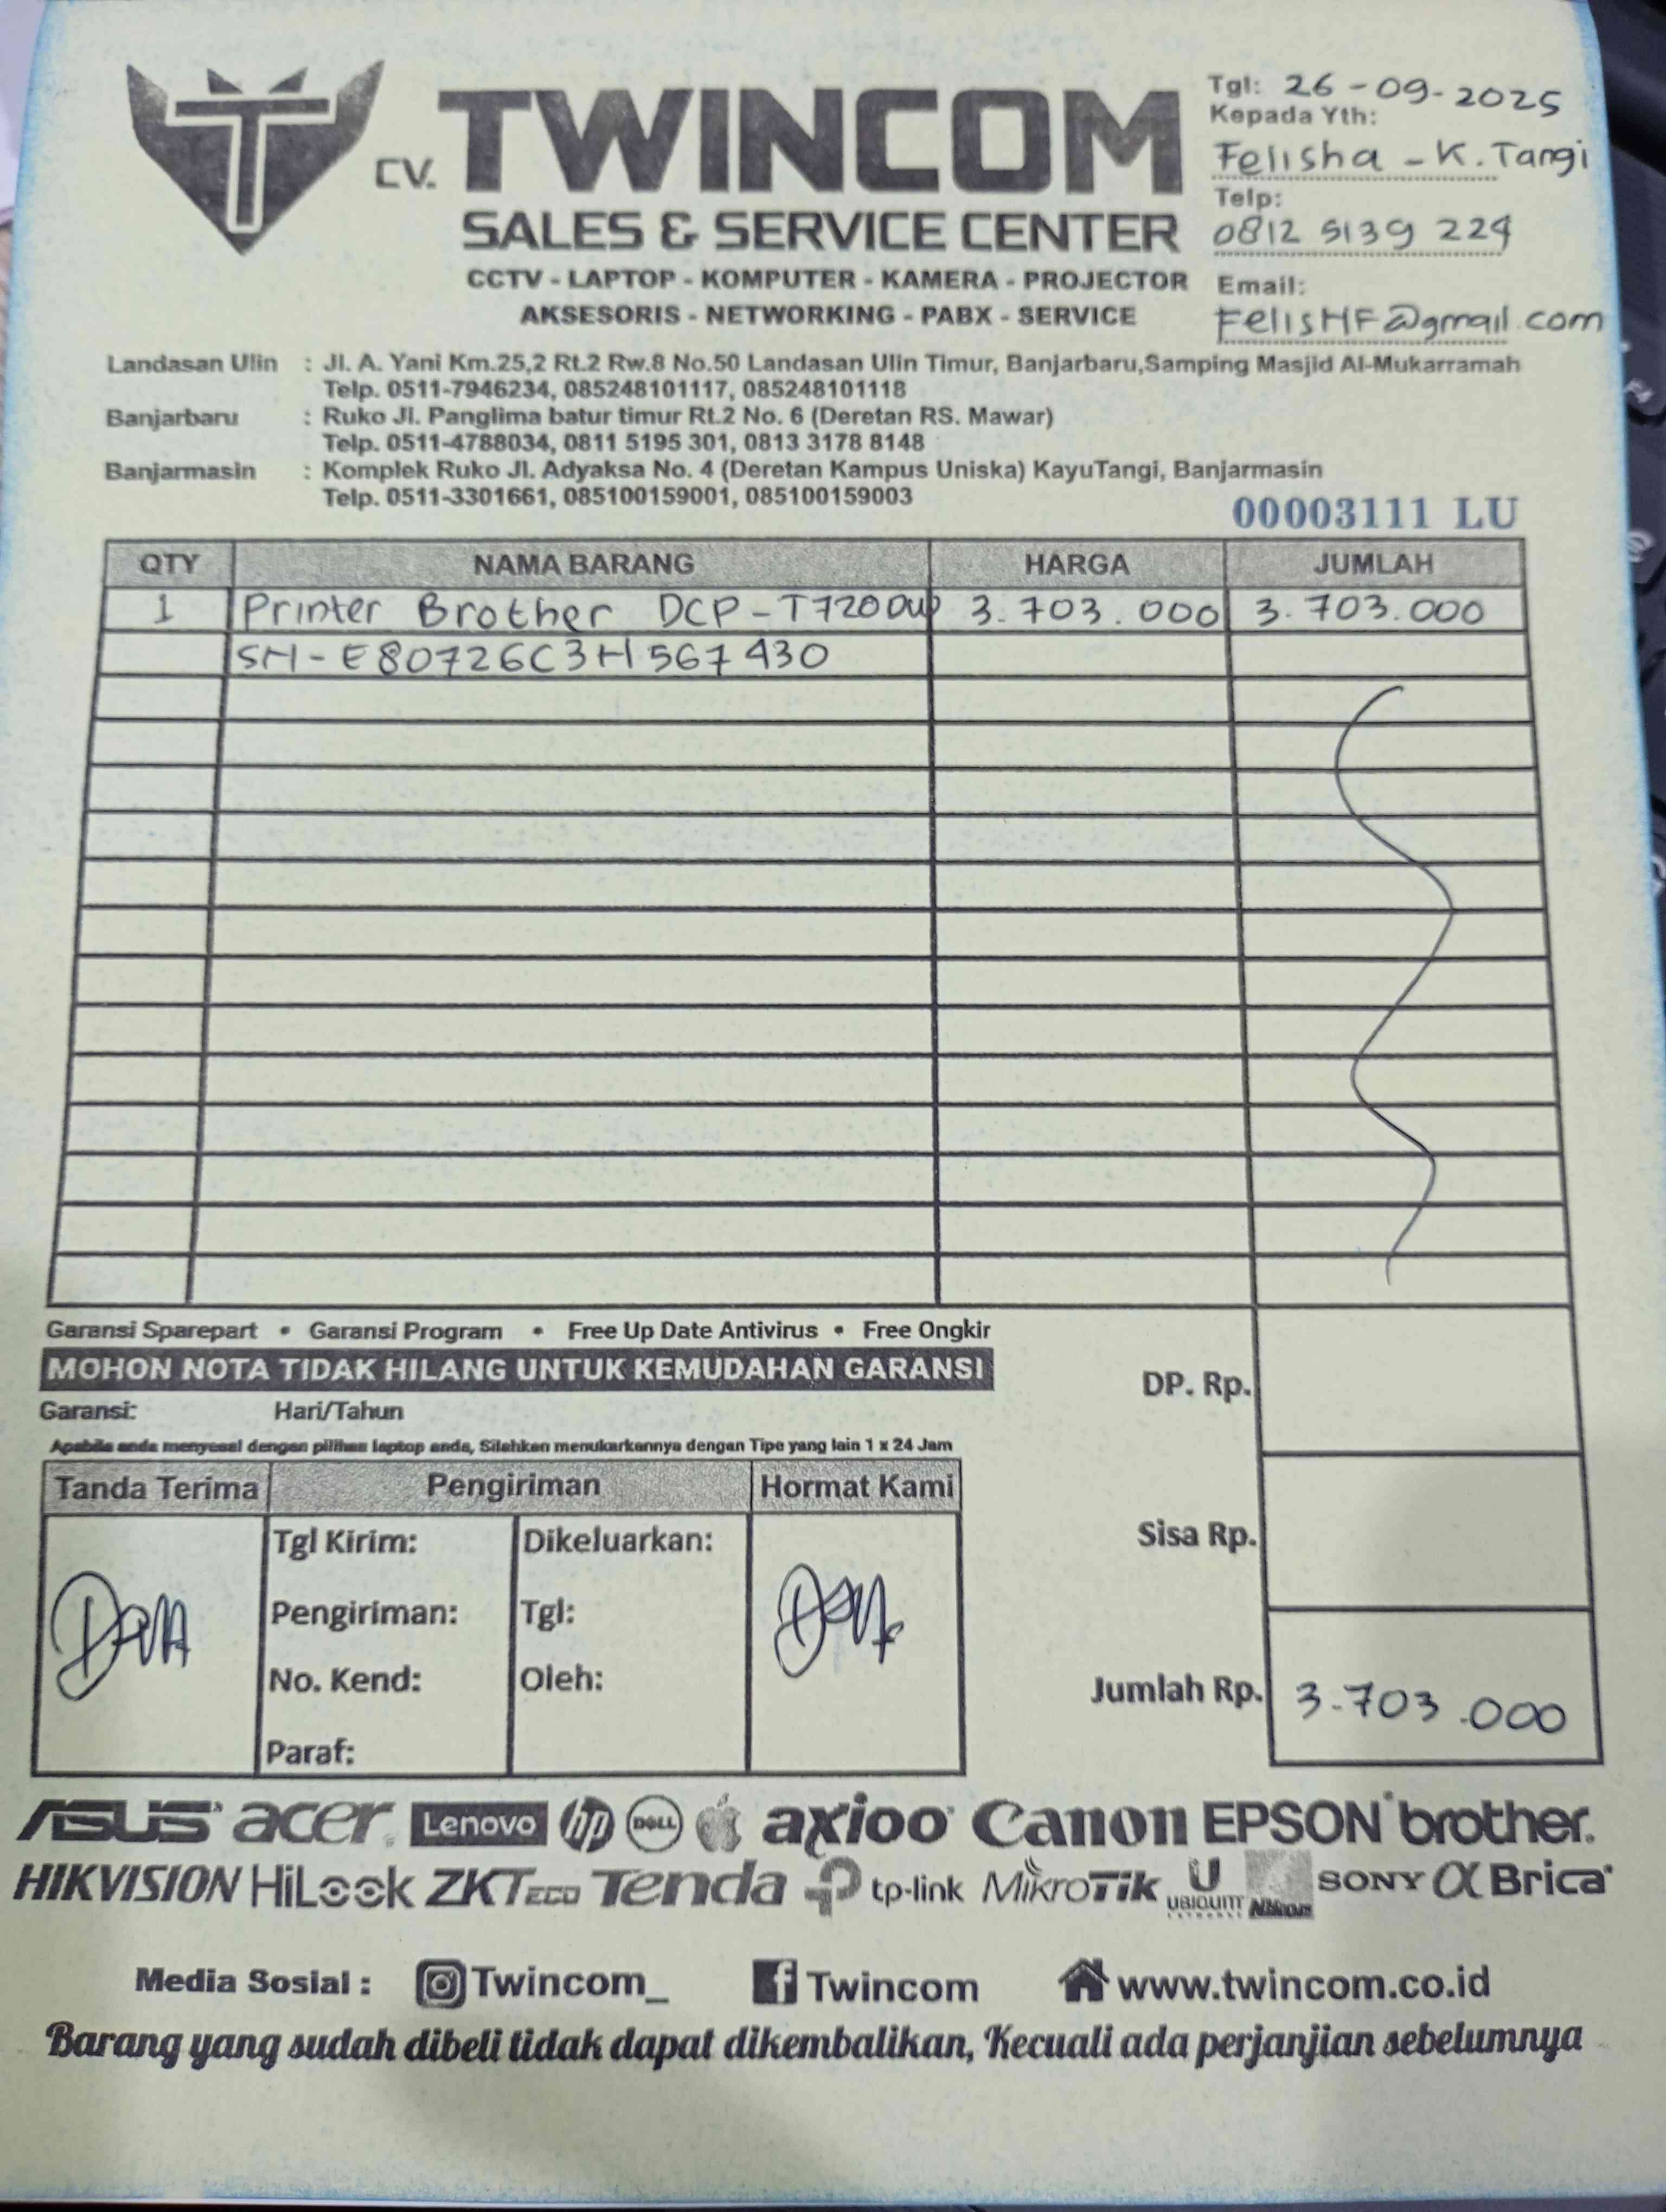 CV. TWINCOM
SALES & SERVICE CENTER
CCTV - LAPTOP - KOMPUTER - KAMERA - PROJECTOR
AKSESORIS - NETWORKING - PABX - SERVICE
Tgl: 26-09-2025
Kepada Yth:
Felisha - K. Tangi
Telp:
0812 5139 224
Email:
FelisHF@gmail.com
Landasan Ulin : Jl. A. Yani Km.25,2 Rt.2 Rw.8 No.50 Landasan Ulin Timur, Banjarbaru,Samping Masjid Al-Mukarramah
Telp. 0511-7946234, 085248101117, 085248101118
Banjarbaru : Ruko Jl. Panglima batur timur Rt.2 No. 6 (Deretan RS. Mawar)
Telp. 0511-4788034, 0811 5195 301, 0813 3178 8148
Banjarmasin : Komplek Ruko Jl. Adyaksa No. 4 (Deretan Kampus Uniska) KayuTangi, Banjarmasin
Telp. 0511-3301661, 085100159001, 085100159003
00003111 LU
QTY NAMA BARANG HARGA JUMLAH
1 Printer Brother DCP-T720DW 3.703.000 3.703.000
SN-E80726C3H567430
Garansi Sparepart • Garansi Program • Free Up Date Antivirus • Free Ongkir
MOHON NOTA TIDAK HILANG UNTUK KEMUDAHAN GARANSI
Garansi: Hari/Tahun
Apabila anda menyesal dengan pilihan laptop anda, Silahkan menukarkannya dengan Tipe yang lain 1 x 24 Jam
DP. Rp.
Sisa Rp.
Jumlah Rp. 3.703.000
Tanda Terima Pengiriman Hormat Kami
Tgl Kirim: Dikeluarkan:
Pengiriman: Tgl:
No. Kend: Oleh:
Paraf:
ASUS acer Lenovo hp DELL axioo Canon EPSON brother.
HIKVISION HiLook ZKTECO Tenda tp-link MikroTik UBIQUITI Nikon SONY α Brica
Media Sosial : Twincom_ Twincom www.twincom.co.id
Barang yang sudah dibeli tidak dapat dikembalikan, Kecuali ada perjanjian sebelumnya